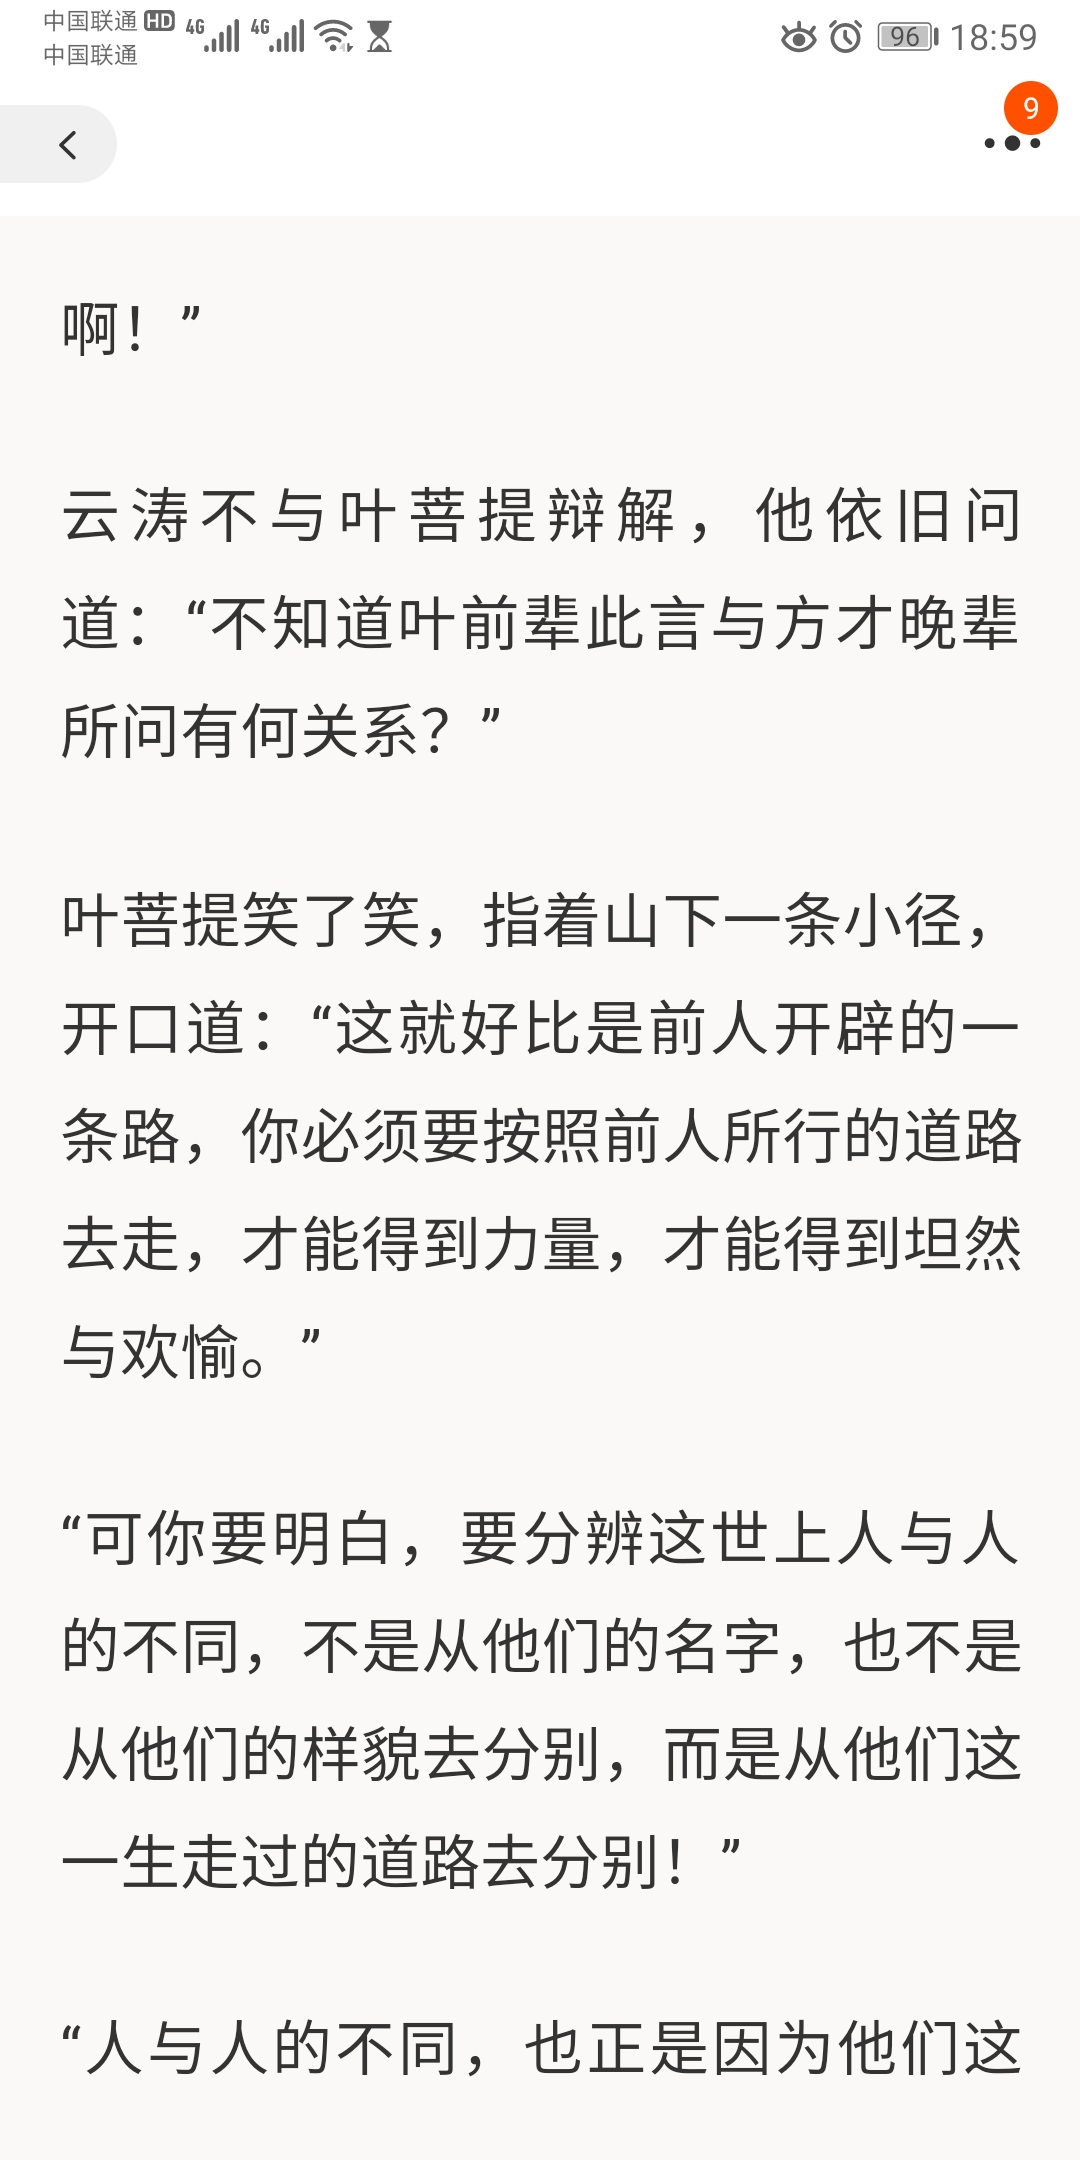 中国联通 HD 4G 4G 96 18:59
中国联通
9
啊！”
云涛不与叶菩提辩解，他依旧问
道：“不知道叶前辈此言与方才晚辈
所问有何关系？”
叶菩提笑了笑，指着山下一条小径，
开口道：“这就好比是前人开辟的一
条路，你必须要按照前人所行的道路
去走，才能得到力量，才能得到坦然
与欢愉。”
“可你要明白，要分辨这世上人与人
的不同，不是从他们的名字，也不是
从他们的样貌去分别，而是从他们这
一生走过的道路去分别！”
“人与人的不同，也正是因为他们这